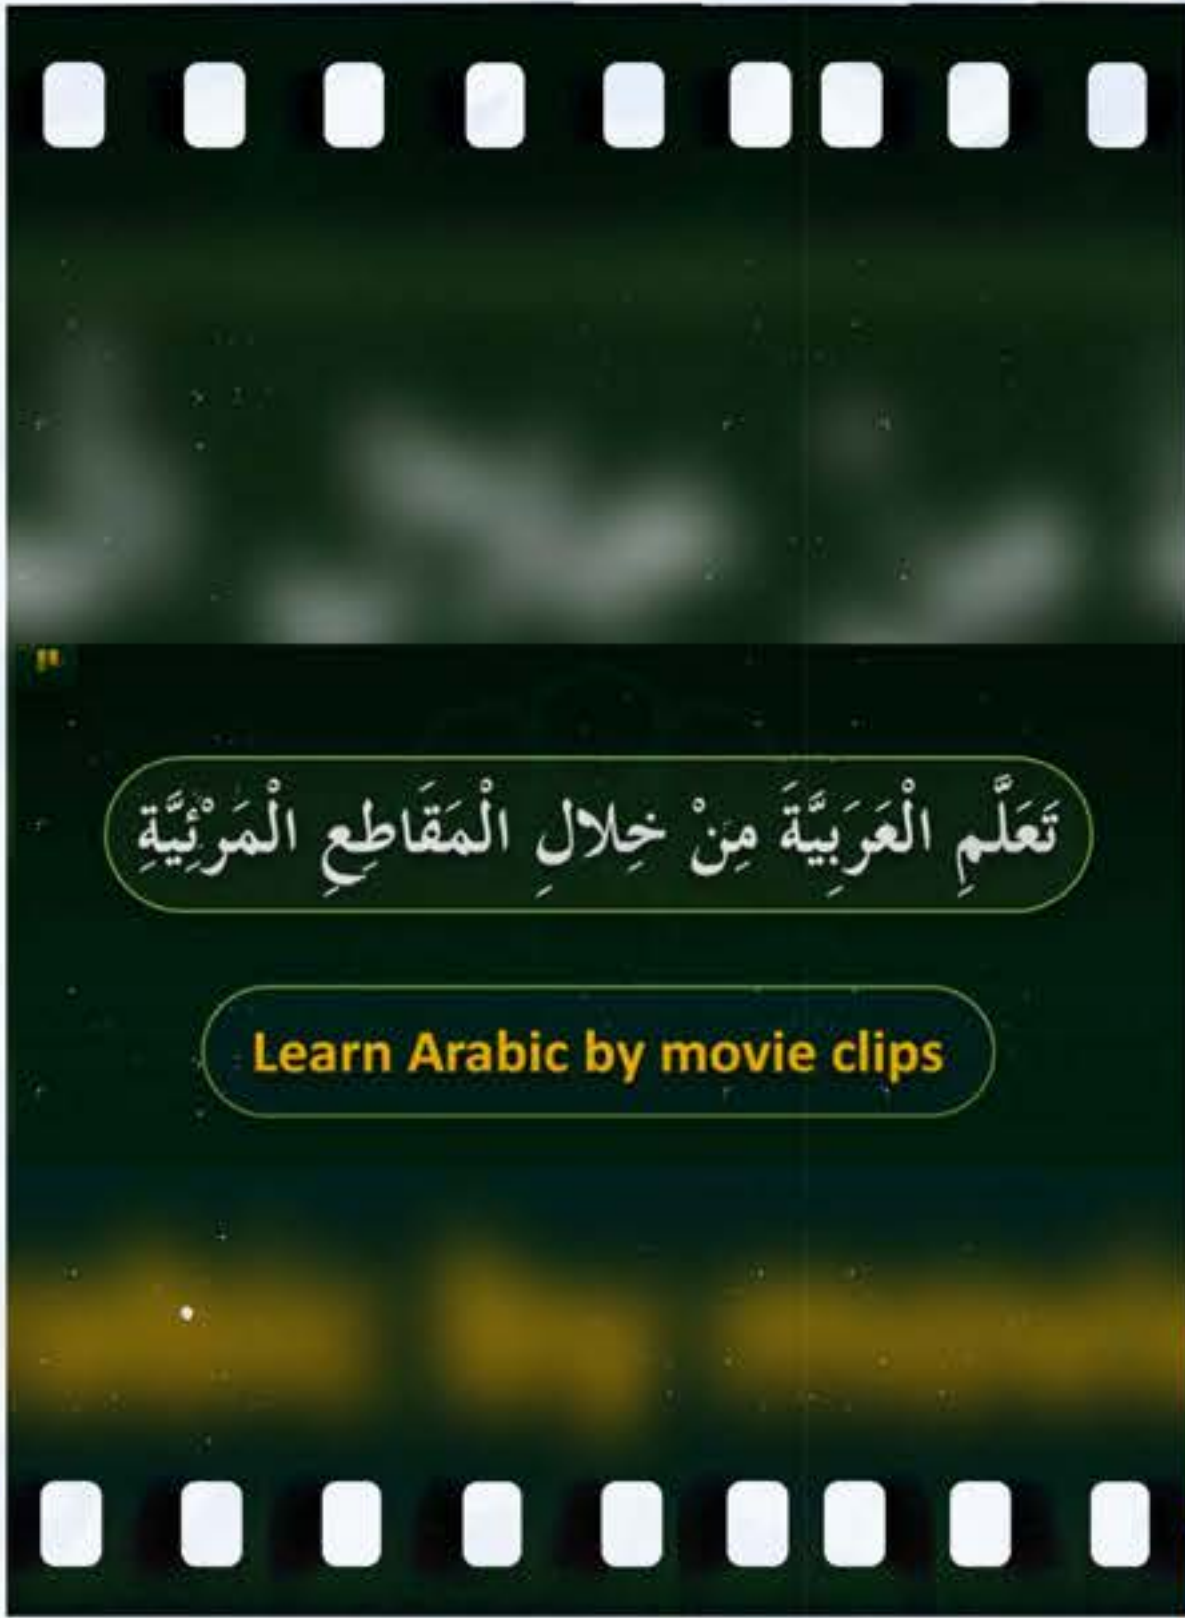 تَعَلَّمِ الْعَرَبِيَّةَ مِنْ خِلالِ الْمَقَاطِعِ الْمَرْئِيَّةِ
Learn Arabic by movie clips